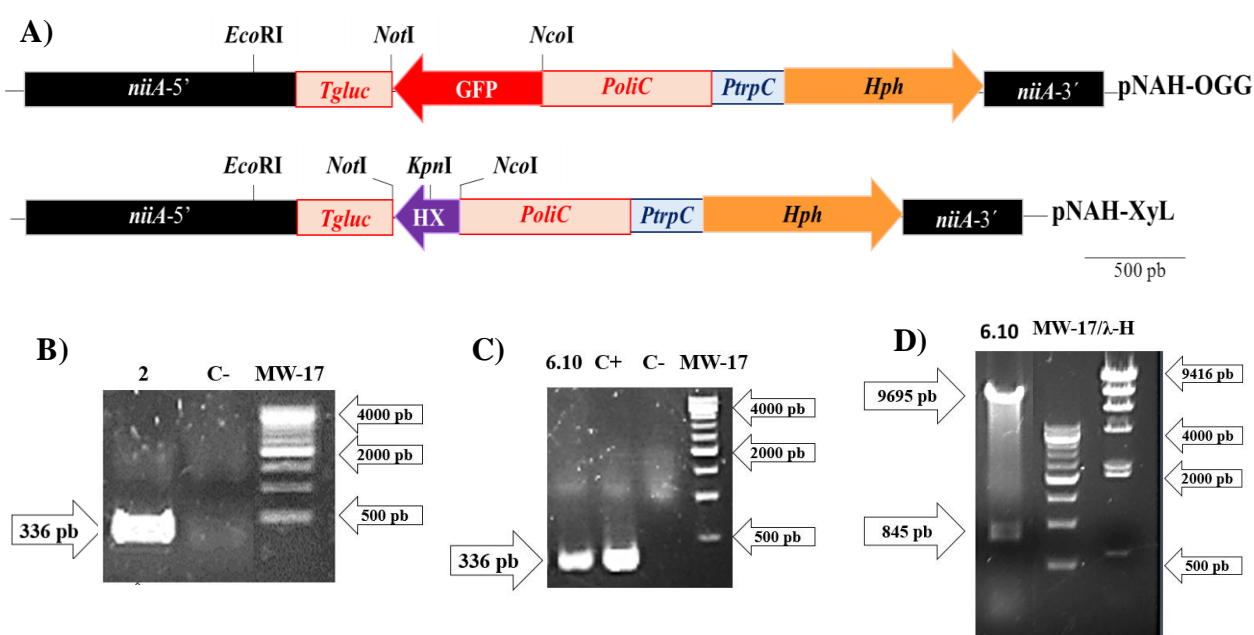 A)
EcoRI NotI NcoI
niiA-5’ Tgluc GFP PoliC PtrpC Hph niiA-3´ pNAH-OGG
EcoRI NotI KpnI NcoI
niiA-5’ Tgluc HX PoliC PtrpC Hph niiA-3´ pNAH-XyL
500 pb
B)
2 C- MW-17
4000 pb
2000 pb
500 pb
336 pb
C)
6.10 C+ C- MW-17
4000 pb
2000 pb
500 pb
336 pb
D)
6.10 MW-17/λ-H
9416 pb
9695 pb
4000 pb
2000 pb
845 pb
500 pb